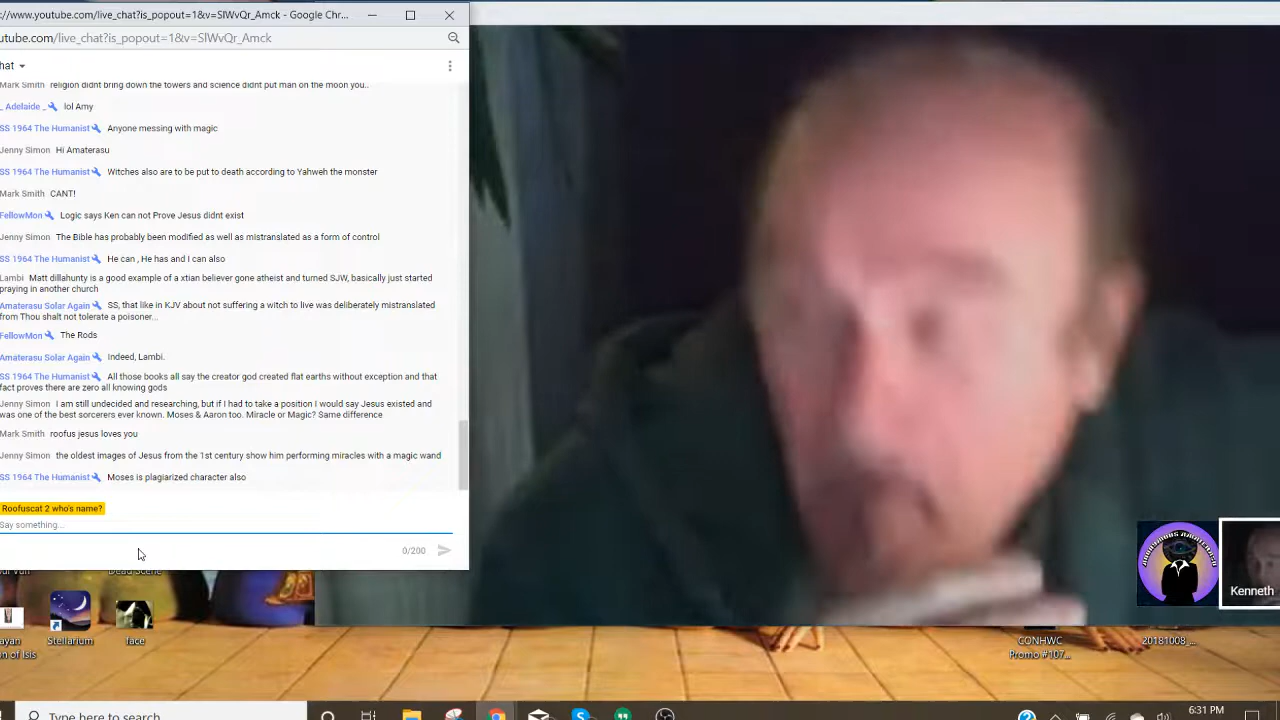 ://www.youtube.com/live_chat?is_popout=1&v=SlWvQr_Amck - Google Chr...
utube.com/live_chat?is_popout=1&v=SlWvQr_Amck
hat
Mark Smith religion didnt bring down the towers and science didnt put man on the moon you..
_ Adelaide _ lol Amy
SS 1964 The Humanist Anyone messing with magic
Jenny Simon Hi Amaterasu
SS 1964 The Humanist Witches also are to be put to death according to Yahweh the monster
Mark Smith CANT!
FellowMon Logic says Ken can not Prove Jesus didnt exist
Jenny Simon The Bible has probably been modified as well as mistranslated as a form of control
SS 1964 The Humanist He can , He has and I can also
Lambi Matt dillahunty is a good example of a xtian believer gone atheist and turned SJW, basically just started
praying in another church
Amaterasu Solar Again SS, that like in KJV about not suffering a witch to live was deliberately mistranslated
from Thou shalt not tolerate a poisoner...
FellowMon The Rods
Amaterasu Solar Again Indeed, Lambi.
SS 1964 The Humanist All those books all say the creator god created flat earths without exception and that
fact proves there are zero all knowing gods
Jenny Simon I am still undecided and researching, but if I had to take a position I would say Jesus existed and
was one of the best sorcerers ever known. Moses & Aaron too. Miracle or Magic? Same difference
Mark Smith roofus jesus loves you
Jenny Simon the oldest images of Jesus from the 1st century show him performing miracles with a magic wand
SS 1964 The Humanist Moses is plagiarized character also
Roofuscat 2 who's name?
Say something...
0/200
Dead Scene
Kenneth
ayan
on of Isis
Stellarium
face
CONHWC
Promo #107...
20181008_...
Type here to search
6:31 PM